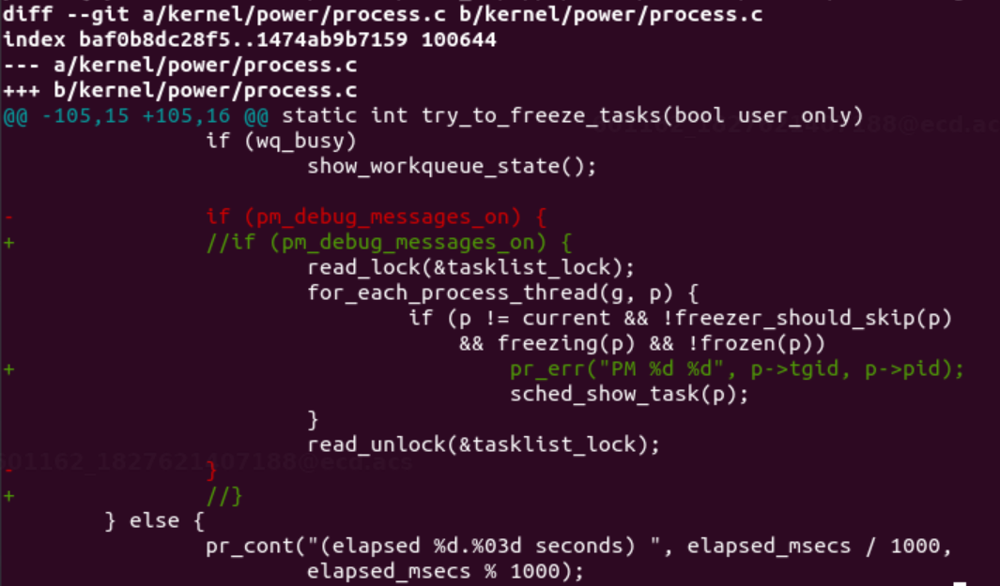 diff --git a/kernel/power/process.c b/kernel/power/process.c
index baf0b8dc28f5..1474ab9b7159 100644
--- a/kernel/power/process.c
+++ b/kernel/power/process.c
@@ -105,15 +105,16 @@ static int try_to_freeze_tasks(bool user_only)
                if (wq_busy)
                        show_workqueue_state();

-               if (pm_debug_messages_on) {
+               //if (pm_debug_messages_on) {
                        read_lock(&tasklist_lock);
                        for_each_process_thread(g, p) {
                                if (p != current && !freezer_should_skip(p)
                                    && freezing(p) && !frozen(p))
+                                       pr_err("PM %d %d", p->tgid, p->pid);
                                        sched_show_task(p);
                        }
                        read_unlock(&tasklist_lock);
-               }
+               //}
        } else {
                pr_cont("(elapsed %d.%03d seconds) ", elapsed_msecs / 1000,
                        elapsed_msecs % 1000);